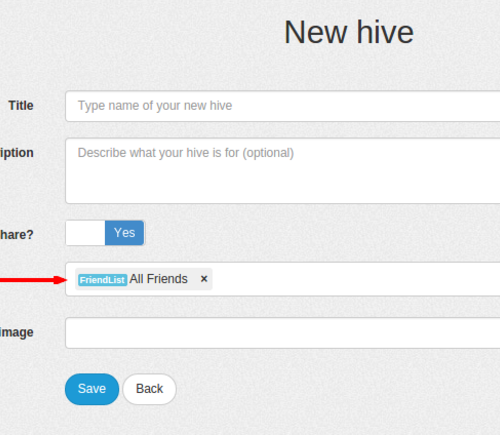 New hive
Title
Type name of your new hive
iption
Describe what your hive is for (optional)
hare?
Yes
FriendList All Friends ×
image
Save
Back